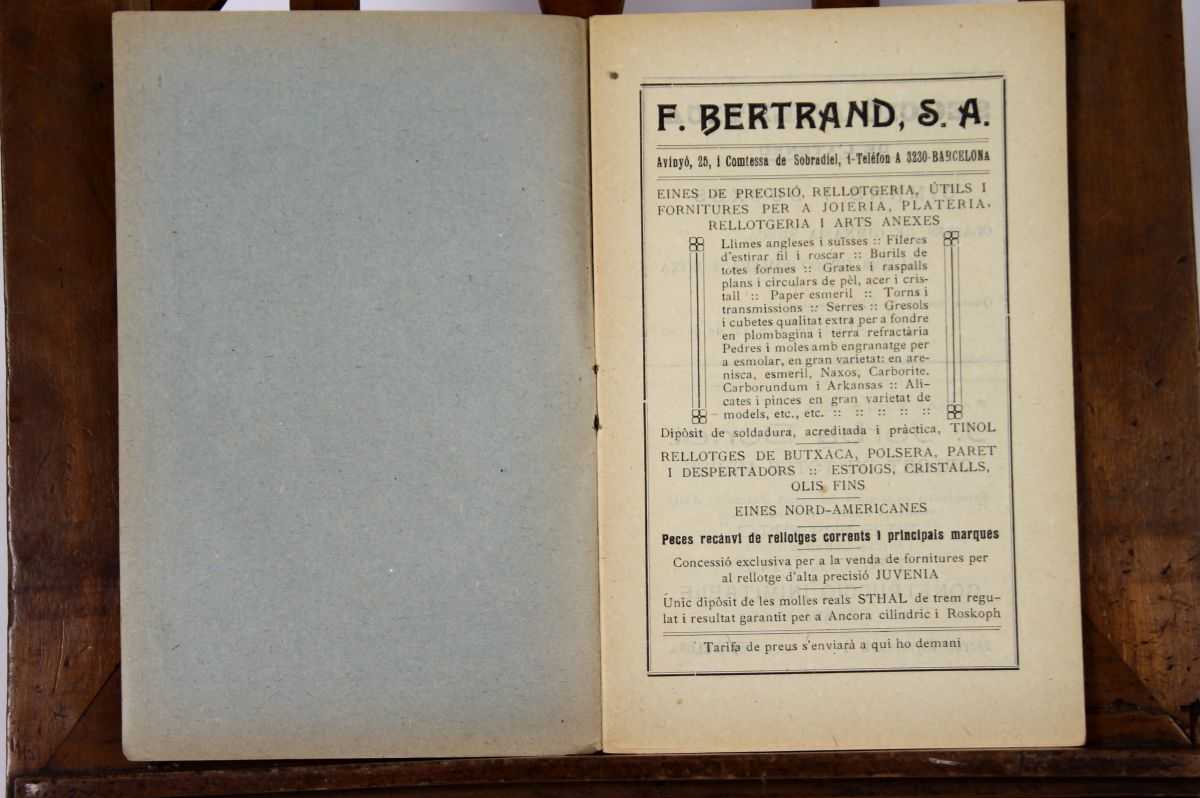 F. BERTRAND, S. A.
Avinyó, 25, i Comtessa de Sobradiel, 1-Teléfon A 3230-BARCELONA
EINES DE PRECISIÓ, RELLOTGERIA, ÚTILS I
FORNITURES PER A JOIERIA, PLATERIA,
RELLOTGERIA I ARTS ANEXES
Llimes angleses i suïsses :: Fileres
d'estirar fil i roscar :: Burils de
totes formes :: Grates i raspalls
plans i circulars de pèl, acer i cris-
tall :: Paper esmeril :: Torns i
transmissions :: Serres :: Gresols
i cubetes qualitat extra per a fondre
en plombagina i terra refractària
Pedres i moles amb engranatge per
a esmolar, en gran varietat: en are-
nisca, esmeril, Naxos, Carborite.
Carborundum i Arkansas :: Ali-
cates i pinces en gran varietat de
models, etc., etc. :: :: :: :: ::
Dipòsit de soldadura, acreditada i pràctica, TINOL
RELLOTGES DE BUTXACA, POLSERA, PARET
I DESPERTADORS :: ESTOIGS, CRISTALLS,
OLIS FINS
EINES NORD-AMERICANES
Peces recanvi de rellotges corrents i principals marques
Concessió exclusiva per a la venda de fornitures per
al rellotge d'alta precisió JUVENIA
Únic dipòsit de les molles reals STHAL de trem regu-
lat i resultat garantit per a Ancora cilindric i Roskoph
Tarifa de preus s'enviarà a qui ho demani